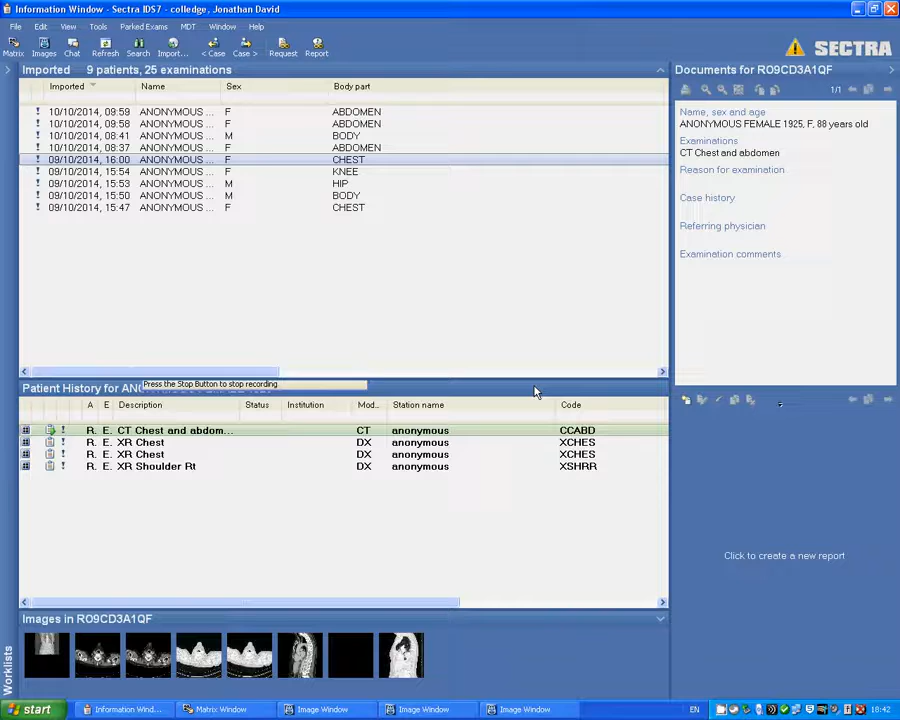 Information Window - Sectra IDS7 - colledge, Jonathan David
File Edit View Tools Parked Exams MDT Window Help
Matrix Images Chat Refresh Search Import... < Case Case > Request Report
SECTRA
Imported 9 patients, 25 examinations
Imported Name Sex Body part
! 10/10/2014, 09:59 ANONYMOUS ... F ABDOMEN
! 10/10/2014, 09:58 ANONYMOUS ... F ABDOMEN
! 10/10/2014, 08:41 ANONYMOUS ... M BODY
! 10/10/2014, 08:37 ANONYMOUS ... F ABDOMEN
! 09/10/2014, 16:00 ANONYMOUS ... F CHEST
! 09/10/2014, 15:54 ANONYMOUS ... F KNEE
! 09/10/2014, 15:53 ANONYMOUS ... M HIP
! 09/10/2014, 15:50 ANONYMOUS ... M BODY
! 09/10/2014, 15:47 ANONYMOUS ... F CHEST
Documents for RO9CD3A1QF
1/1
Name, sex and age
ANONYMOUS FEMALE 1925, F, 88 years old
Examinations
CT Chest and abdomen
Reason for examination
Case history
Referring physician
Examination comments
Patient History for
Press the Stop Button to stop recording
A E Description Status Institution Mod... Station name Code
! R. E. CT Chest and abdom... CT anonymous CCABD
! R. E. XR Chest DX anonymous XCHES
! R. E. XR Chest DX anonymous XCHES
R. E. XR Shoulder Rt DX anonymous XSHRR
Click to create a new report
Images in RO9CD3A1QF
Worklists
start Information Wind... Matrix Window Image Window Image Window Image Window EN 18:42